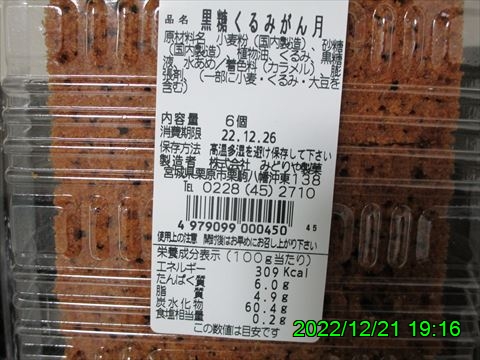 品名 黒糖くるみがん月
原材料名 小麦粉(国内製造)、砂糖
(国内製造)、植物油、くるみ、黒糖
液、水あめ/着色料(カラメル)、膨
張剤、(一部に小麦・くるみ・大豆を
含む)
内容量 6個
消費期限 22.12.26
保存方法 高温多湿を避け保存して下さい
製造者 株式会社 みどりや製菓
宮城県栗原市栗駒八幡沖東138
TEL 0228(45)2710
4 979099 000450 45
使用上の注意 開封後はお早めにお召し上がり下さい
栄養成分表示(100g当たり)
エネルギー 309Kcal
たんぱく質 6.0g
脂質 4.9g
炭水化物 60.4g
食塩相当量 0.2g
この数値は目安です
2022/12/21 19:16